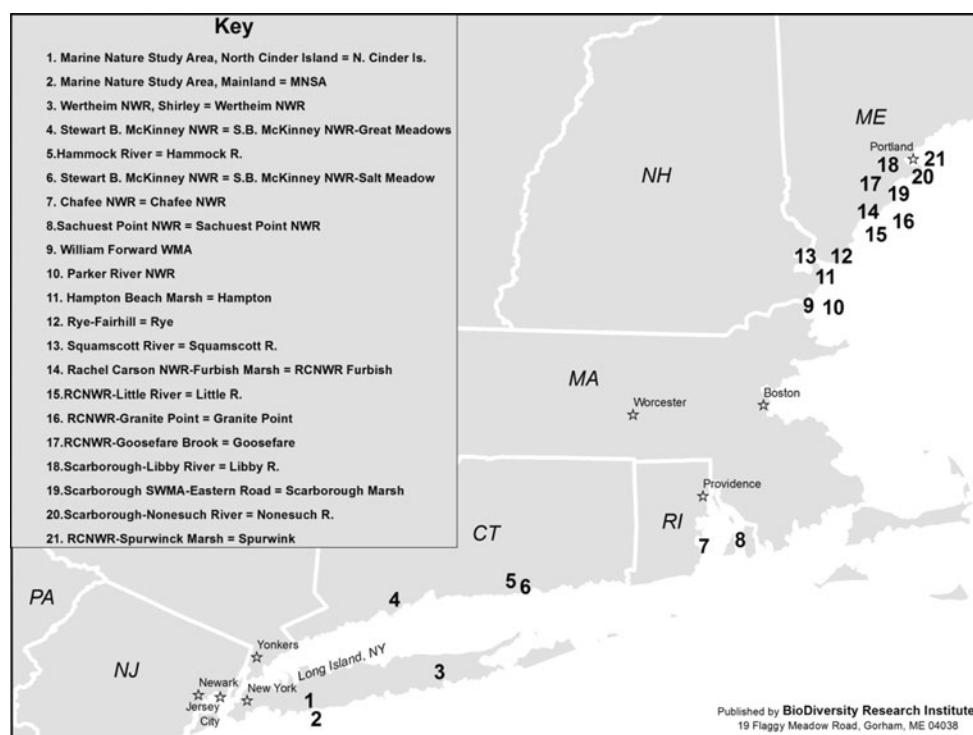 Key
1. Marine Nature Study Area, North Cinder Island = N. Cinder Is.
2. Marine Nature Study Area, Mainland = MNSA
3. Wertheim NWR, Shirley = Wertheim NWR
4. Stewart B. McKinney NWR = S.B. McKinney NWR-Great Meadows
5.Hammock River = Hammock R.
6. Stewart B. McKinney NWR = S.B. McKinney NWR-Salt Meadow
7. Chafee NWR = Chafee NWR
8.Sachuest Point NWR = Sachuest Point NWR
9. William Forward WMA
10. Parker River NWR
11. Hampton Beach Marsh = Hampton
12. Rye-Fairhill = Rye
13. Squamscott River = Squamscott R.
14. Rachel Carson NWR-Furbish Marsh = RCNWR Furbish
15.RCNWR-Little River = Little R.
16. RCNWR-Granite Point = Granite Point
17.RCNWR-Goosefare Brook = Goosefare
18. Scarborough-Libby River = Libby R.
19. Scarborough SWMA-Eastern Road = Scarborough Marsh
20. Scarborough-Nonesuch River = Nonesuch R.
21. RCNWR-Spurwinck Marsh = Spurwink
ME
Portland
18
21
20
17
19
NH
14
16
15
13
12
11
9
10
MA
Worcester
Boston
Providence
RI
CT
7
8
5
6
4
PA
Yonkers
Long Island, NY
NJ
Newark
New York
Jersey
City
3
1
2
Published by BioDiversity Research Institute
19 Flaggy Meadow Road, Gorham, ME 04038